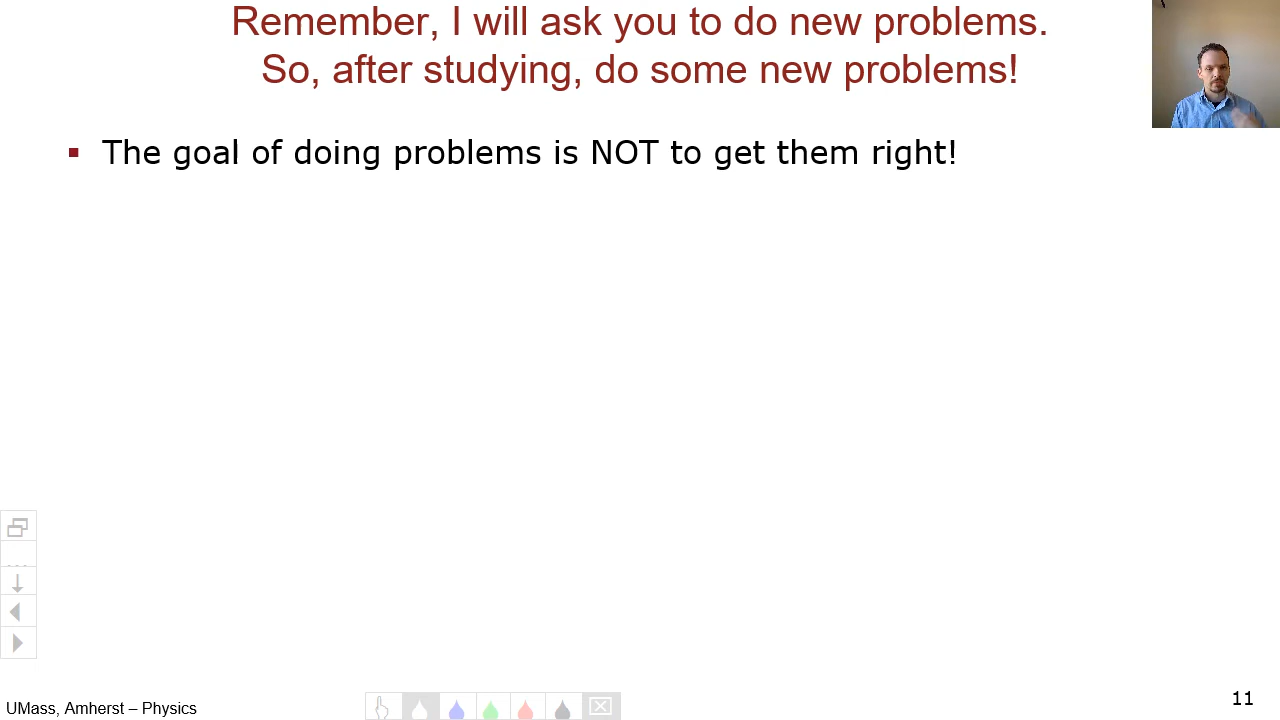 Remember, I will ask you to do new problems.
So, after studying, do some new problems!
The goal of doing problems is NOT to get them right!
UMass, Amherst – Physics
11